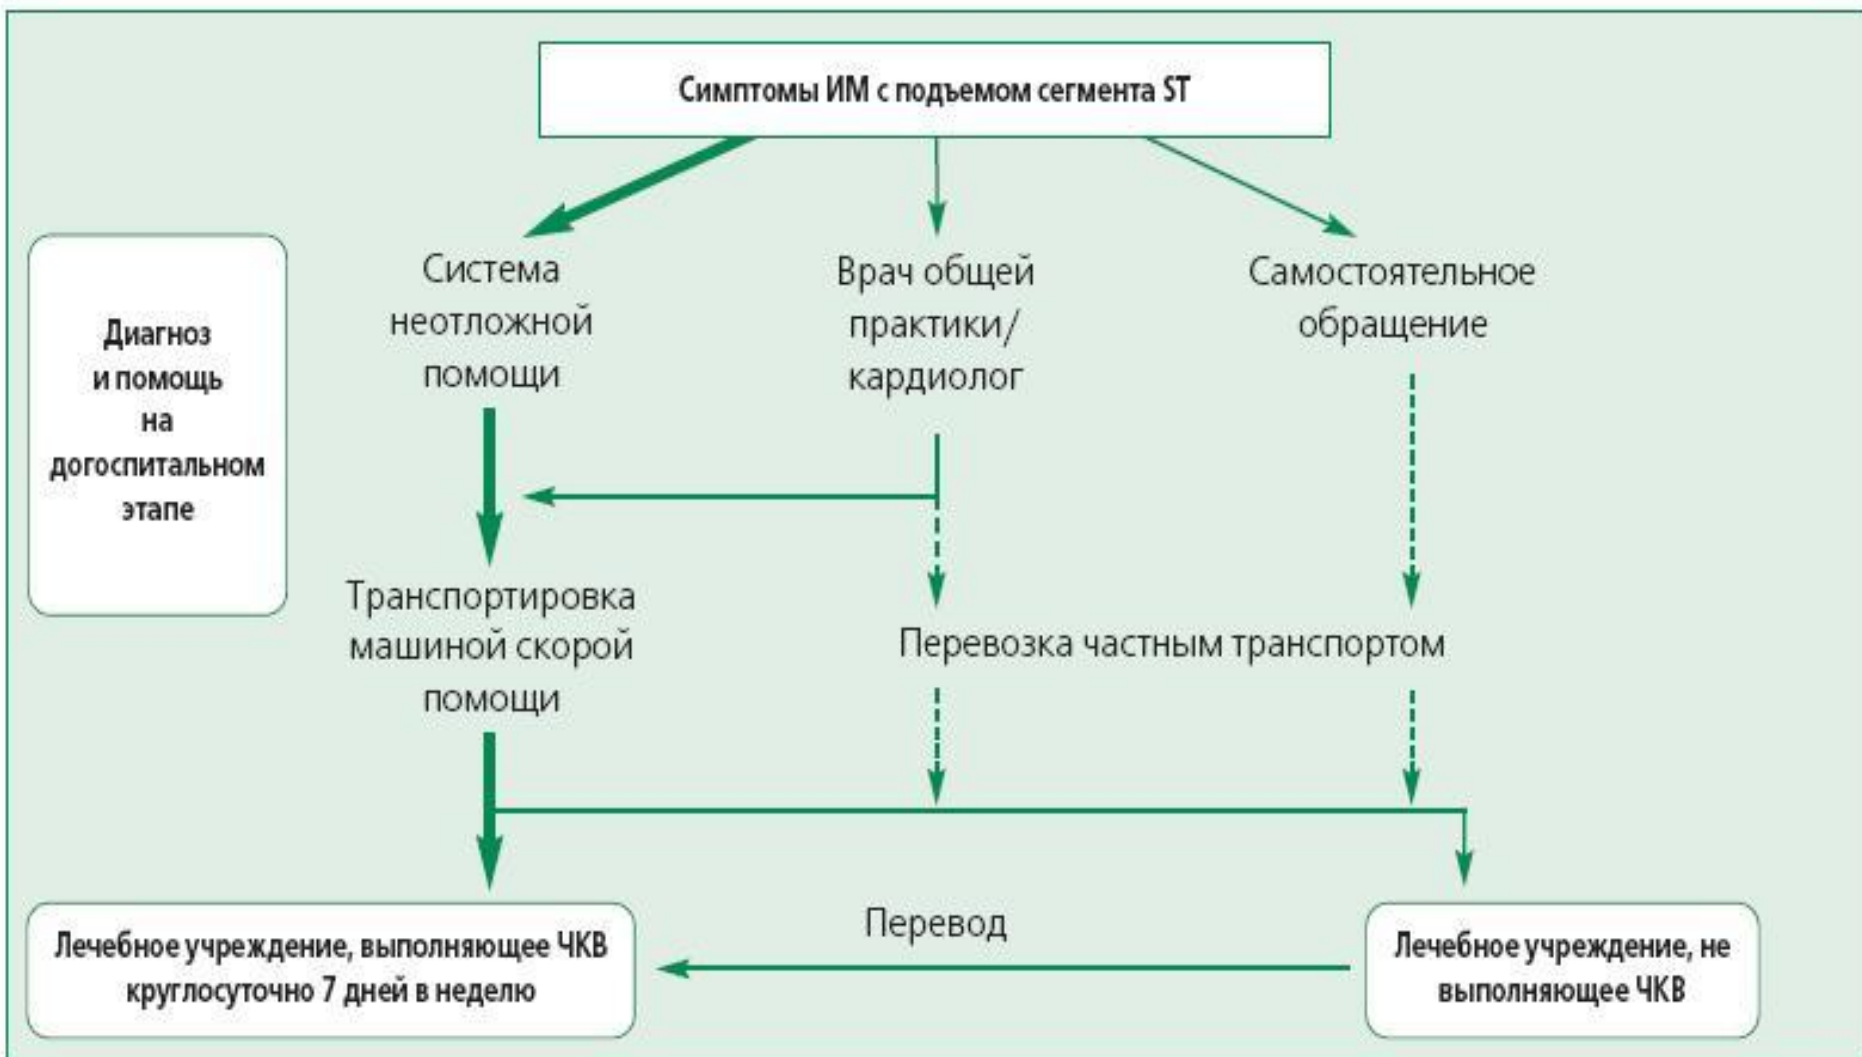 Симптомы ИМ с подъемом сегмента ST
Диагноз
и помощь
на
догоспитальном
этапе
Система
неотложной
помощи
Врач общей
практики/
кардиолог
Самостоятельное
обращение
Транспортировка
машиной скорой
помощи
Перевозка частным транспортом
Лечебное учреждение, выполняющее ЧКВ
круглосуточно 7 дней в неделю
Перевод
Лечебное учреждение, не
выполняющее ЧКВ